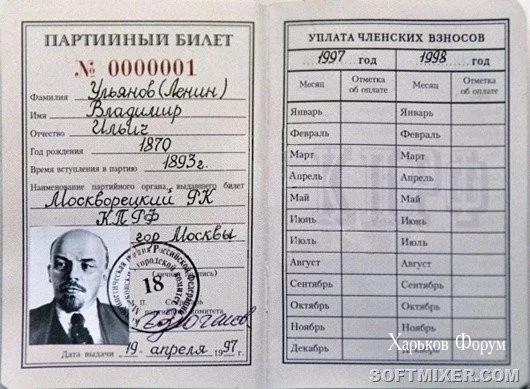 ПАРТИЙНЫЙ БИЛЕТ
№ 0000001
Фамилия Ульянов (Ленин)
Имя Владимир
Отчество Ильич
Год рождения 1870
Время вступления в партию 1893 г.
Наименование партийного органа, выдавшего билет
Москворецкий РК
КПРФ
гор Москвы
18
М. П.
Дата выдачи 19 апреля 1997 г.
УПЛАТА ЧЛЕНСКИХ ВЗНОСОВ
1997 год 1998 год
Месяц Отметка об оплате Месяц Отметка об оплате
Январь Январь
Февраль Февраль
Март Март
Апрель Апрель
Май Май
Июнь Июнь
Июль Июль
Август Август
Сентябрь Сентябрь
Октябрь Октябрь
Ноябрь Ноябрь
Декабрь Декабрь
КПРФ
Харьков Форум
SOFTMIXER.COM